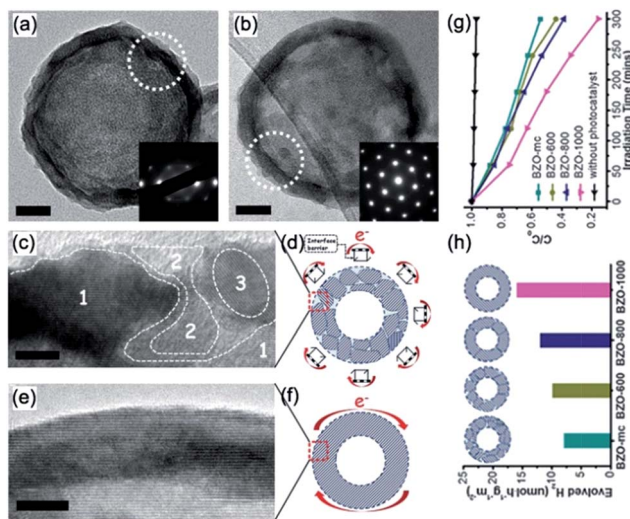 (a)
(b)
(c)
1
2
2
3
1
(d)
Interface
barrier
e-
(e)
(f)
e-
(g)
C/C⁰
1.0
0.8
0.6
0.4
0.2
0
50
100
150
200
250
300
Irradiation Time (mins)
BZO-mc
BZO-600
BZO-800
BZO-1000
without photocatalyst
(h)
BZO-1000
BZO-800
BZO-600
BZO-mc
25
20
15
10
5
0
Evolved H₂ (umol·h⁻¹g⁻¹m⁻²)